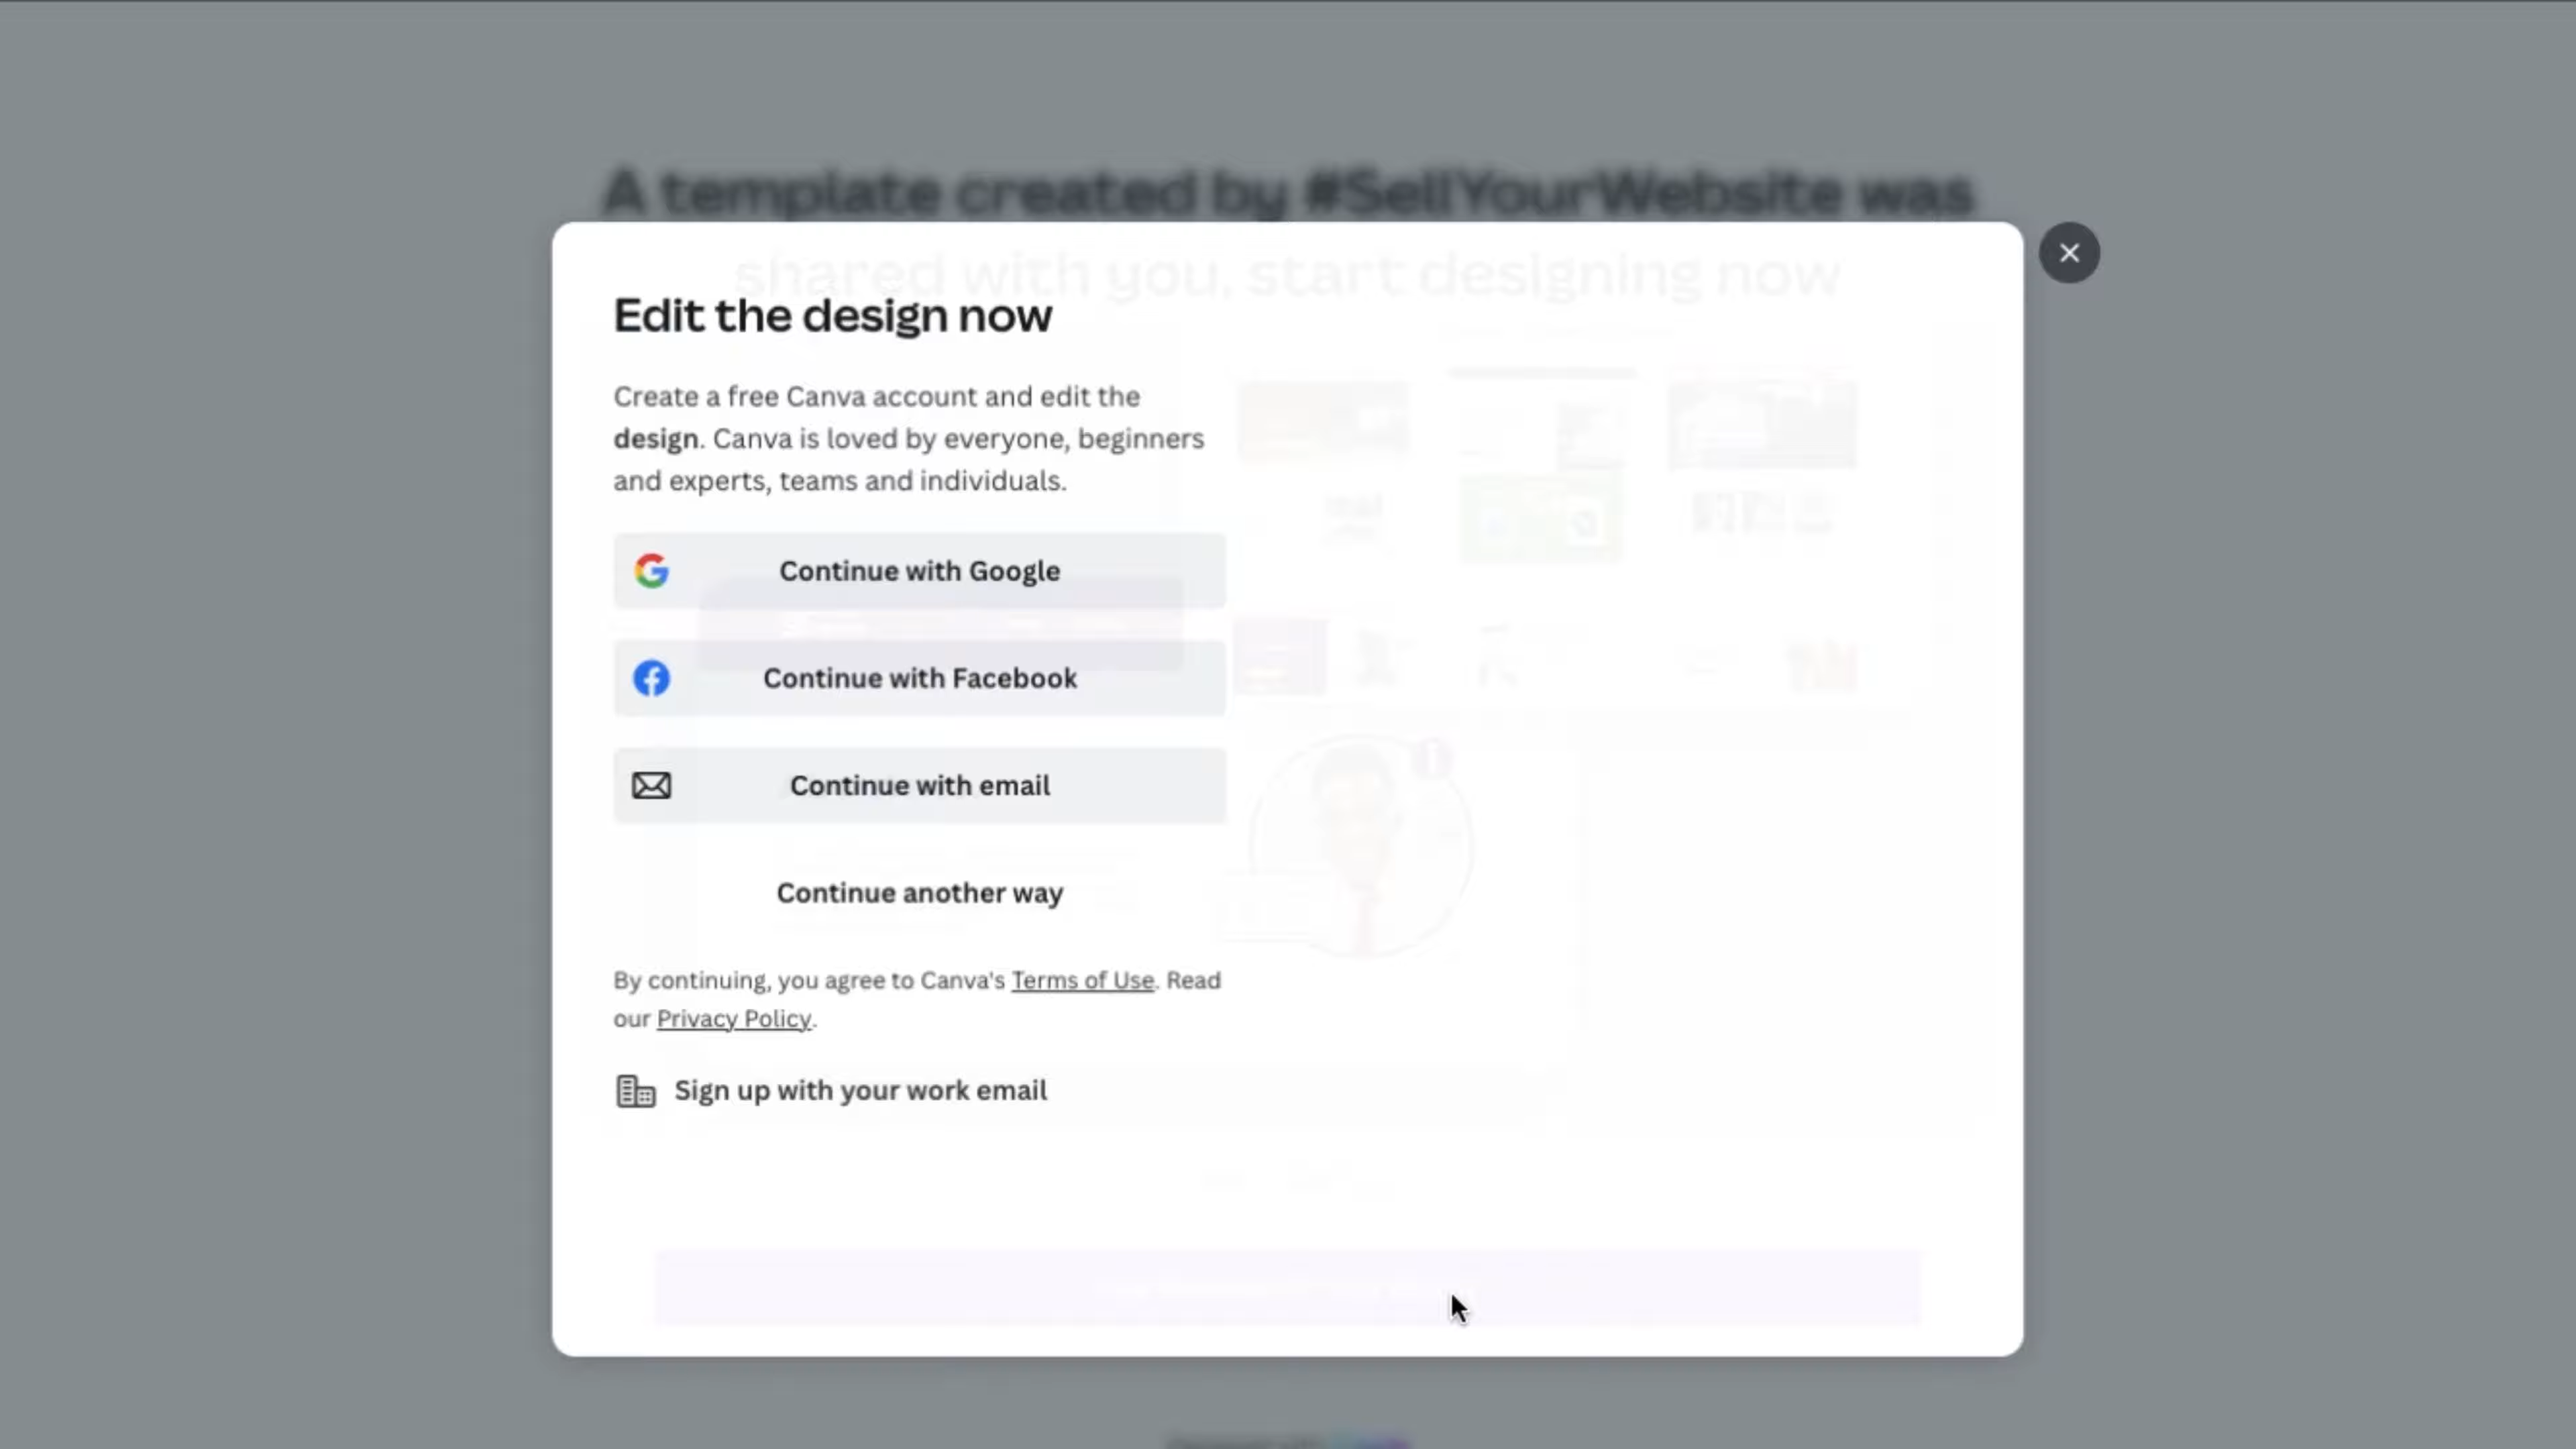 A template created by #SellYourWebsite was
shared with you, start designing now
Edit the design now
Create a free Canva account and edit the
design. Canva is loved by everyone, beginners
and experts, teams and individuals.
Continue with Google
Continue with Facebook
Continue with email
Continue another way
By continuing, you agree to Canva's Terms of Use. Read
our Privacy Policy.
Sign up with your work email